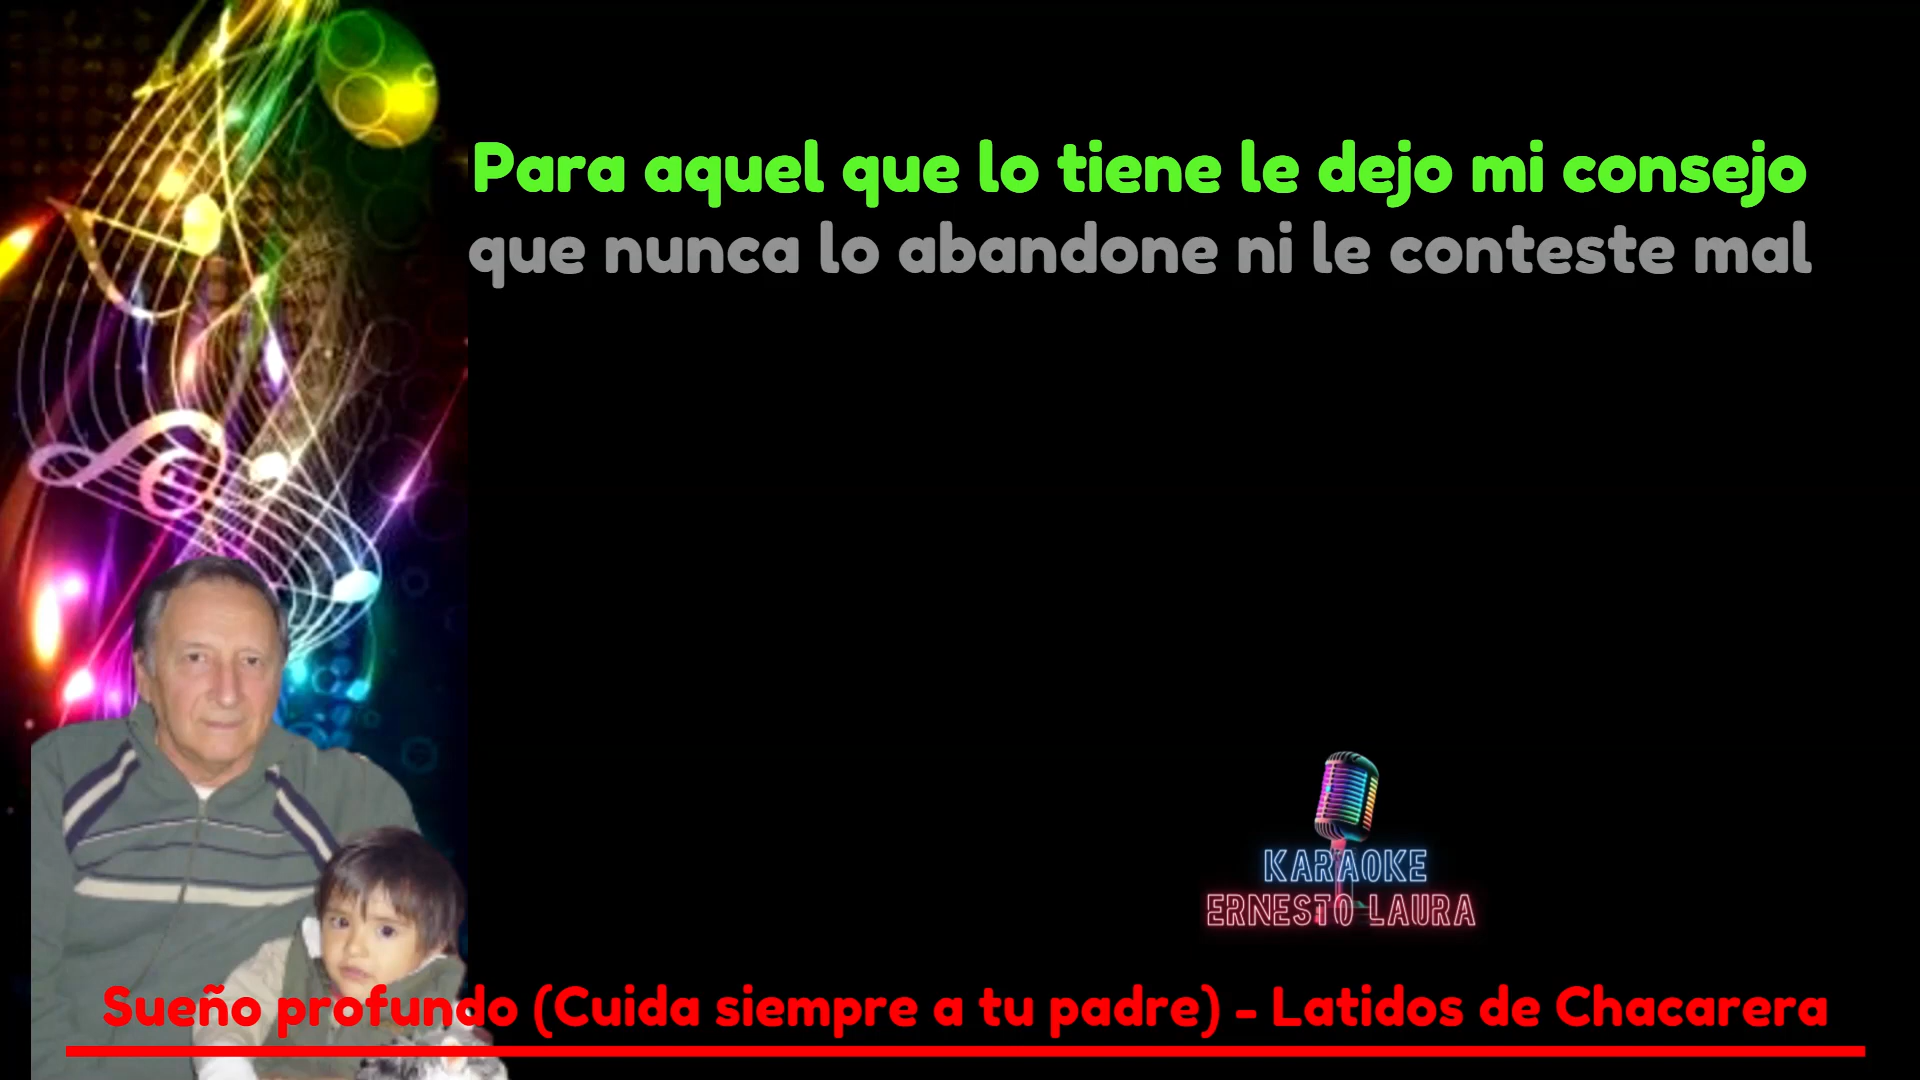 Para aquel que lo tiene le dejo mi consejo
que nunca lo abandone ni le conteste mal
KARAOKE
ERNESTO LAURA
Sueño profundo (Cuida siempre a tu padre) - Latidos de Chacarera